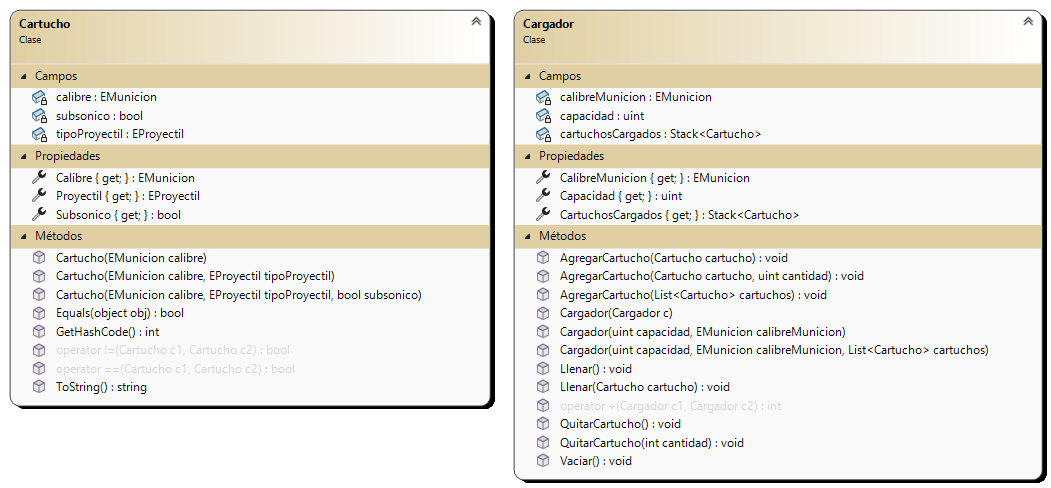 Cartucho
Clase
Campos
calibre : EMunicion
subsonico : bool
tipoProyectil : EProyectil
Propiedades
Calibre { get; } : EMunicion
Proyectil { get; } : EProyectil
Subsonico { get; } : bool
Métodos
Cartucho(EMunicion calibre)
Cartucho(EMunicion calibre, EProyectil tipoProyectil)
Cartucho(EMunicion calibre, EProyectil tipoProyectil, bool subsonico)
Equals(object obj) : bool
GetHashCode() : int
operator !=(Cartucho c1, Cartucho c2) : bool
operator ==(Cartucho c1, Cartucho c2) : bool
ToString() : string
Cargador
Clase
Campos
calibreMunicion : EMunicion
capacidad : uint
cartuchosCargados : Stack<Cartucho>
Propiedades
CalibreMunicion { get; } : EMunicion
Capacidad { get; } : uint
CartuchosCargados { get; } : Stack<Cartucho>
Métodos
AgregarCartucho(Cartucho cartucho) : void
AgregarCartucho(Cartucho cartucho, uint cantidad) : void
AgregarCartucho(List<Cartucho> cartuchos) : void
Cargador(Cargador c)
Cargador(uint capacidad, EMunicion calibreMunicion)
Cargador(uint capacidad, EMunicion calibreMunicion, List<Cartucho> cartuchos)
Llenar() : void
Llenar(Cartucho cartucho) : void
operator +(Cargador c1, Cargador c2) : int
QuitarCartucho() : void
QuitarCartucho(int cantidad) : void
Vaciar() : void